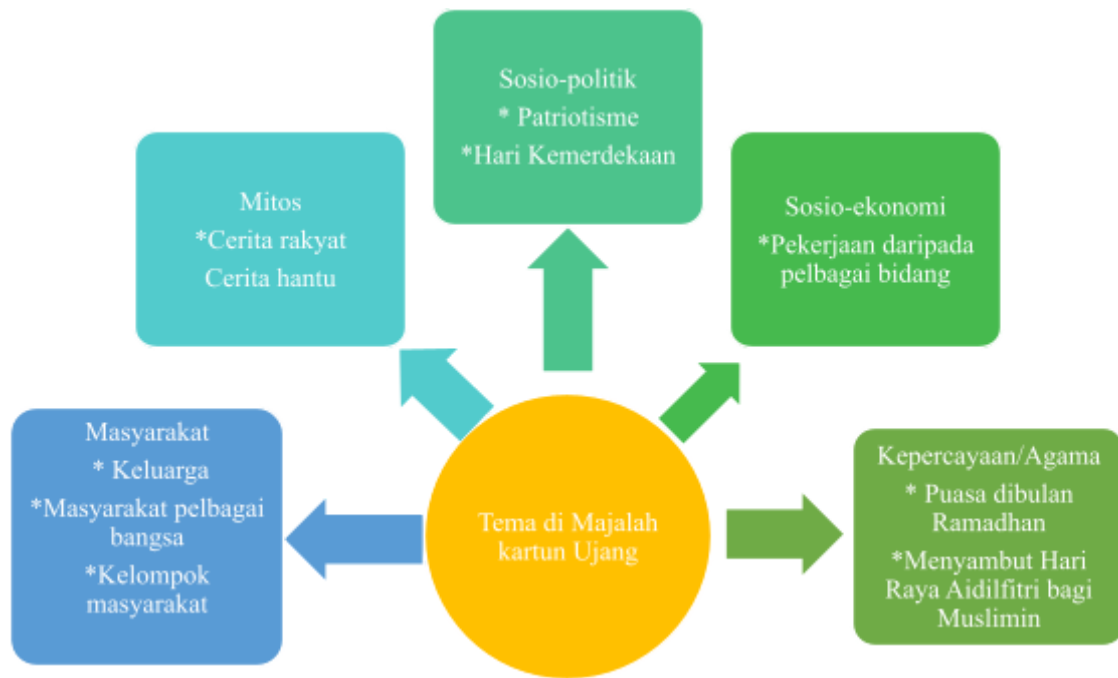 Sosio-politik
* Patriotisme
*Hari Kemerdekaan
Mitos
*Cerita rakyat
Cerita hantu
Sosio-ekonomi
*Pekerjaan daripada
pelbagai bidang
Masyarakat
* Keluarga
*Masyarakat pelbagai
bangsa
*Kelompok
masyarakat
Tema di Majalah
kartun Ujang
Kepercayaan/Agama
* Puasa dibulan
Ramadhan
*Menyambut Hari
Raya Aidilfitri bagi
Muslimin